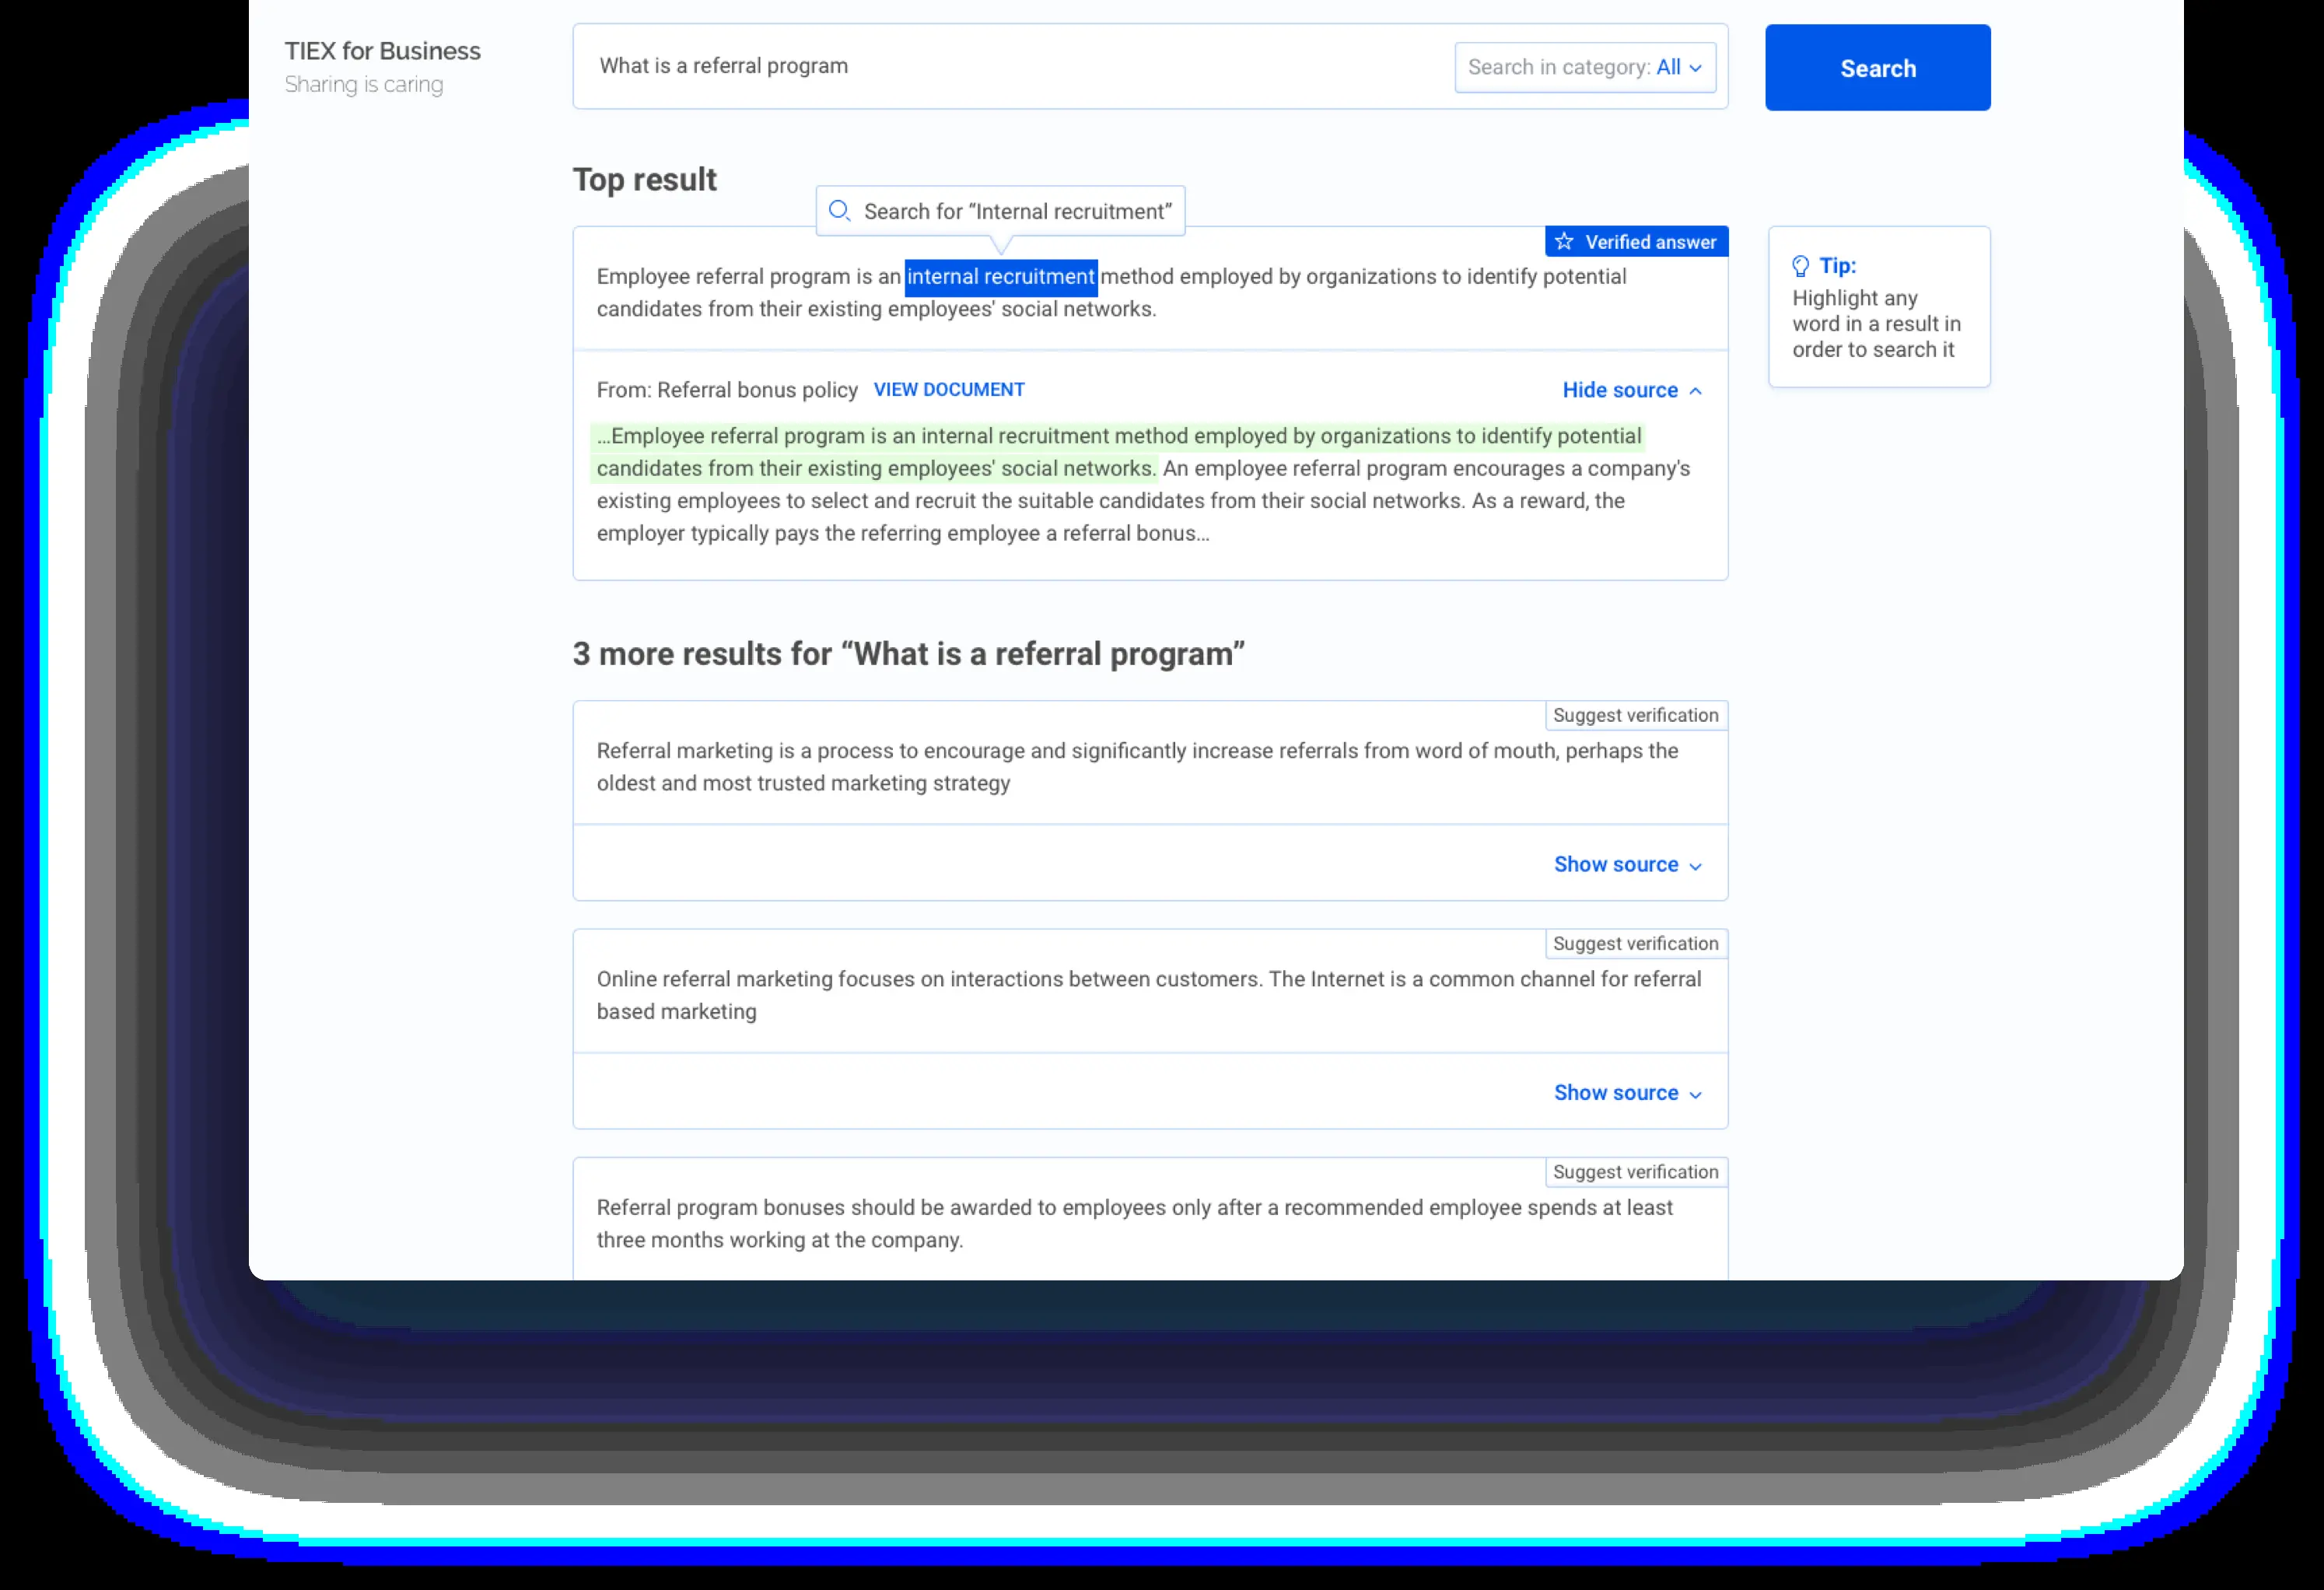 TIEX for Business
Sharing is caring
What is a referral program
Search in category: All
Search
Top result
Search for “Internal recruitment”
Verified answer
Employee referral program is an internal recruitment method employed by organizations to identify potential
candidates from their existing employees' social networks.
Tip:
Highlight any
word in a result in
order to search it
From: Referral bonus policy VIEW DOCUMENT
Hide source
...Employee referral program is an internal recruitment method employed by organizations to identify potential
candidates from their existing employees' social networks. An employee referral program encourages a company's
existing employees to select and recruit the suitable candidates from their social networks. As a reward, the
employer typically pays the referring employee a referral bonus...
3 more results for “What is a referral program”
Suggest verification
Referral marketing is a process to encourage and significantly increase referrals from word of mouth, perhaps the
oldest and most trusted marketing strategy
Show source
Suggest verification
Online referral marketing focuses on interactions between customers. The Internet is a common channel for referral
based marketing
Show source
Suggest verification
Referral program bonuses should be awarded to employees only after a recommended employee spends at least
three months working at the company.